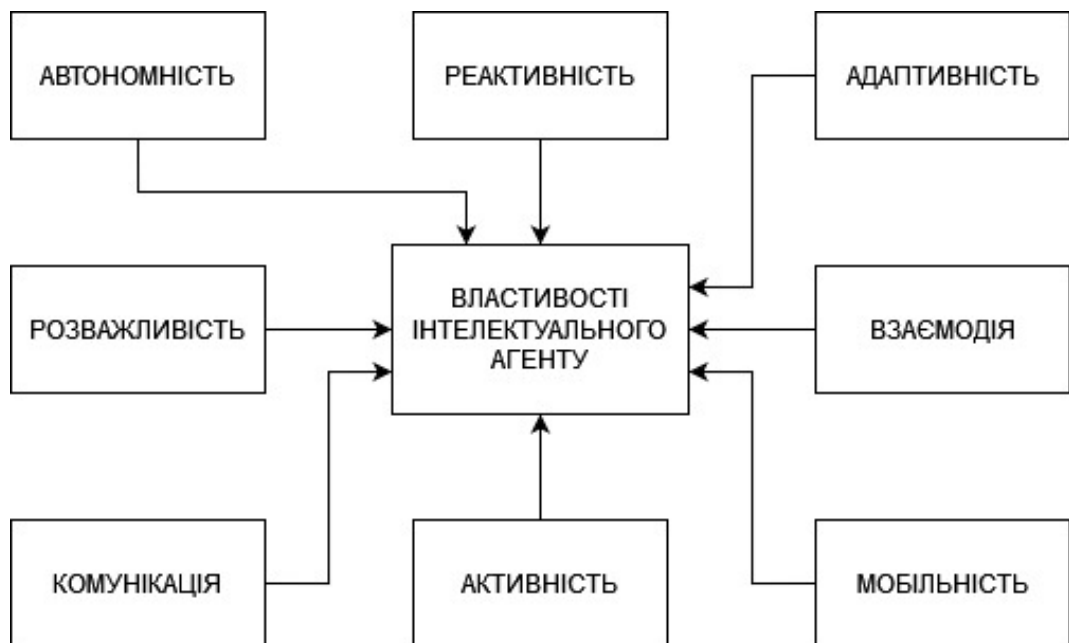 АВТОНОМНІСТЬ
РЕАКТИВНІСТЬ
АДАПТИВНІСТЬ
РОЗВАЖЛИВІСТЬ
ВЛАСТИВОСТІ
ІНТЕЛЕКТУАЛЬНОГО
АГЕНТУ
ВЗАЄМОДІЯ
КОМУНІКАЦІЯ
АКТИВНІСТЬ
МОБІЛЬНІСТЬ